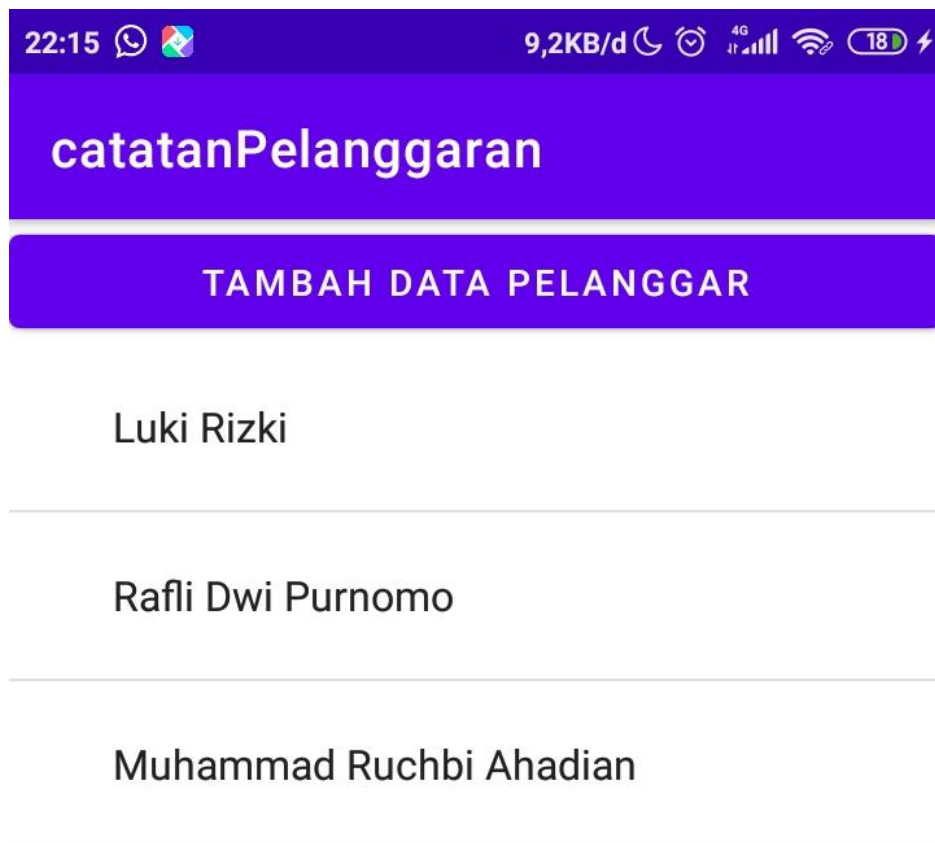 22:15 9,2KB/d 4G 18
catatanPelanggaran
TAMBAH DATA PELANGGAR
Luki Rizki
Rafli Dwi Purnomo
Muhammad Ruchbi Ahadian